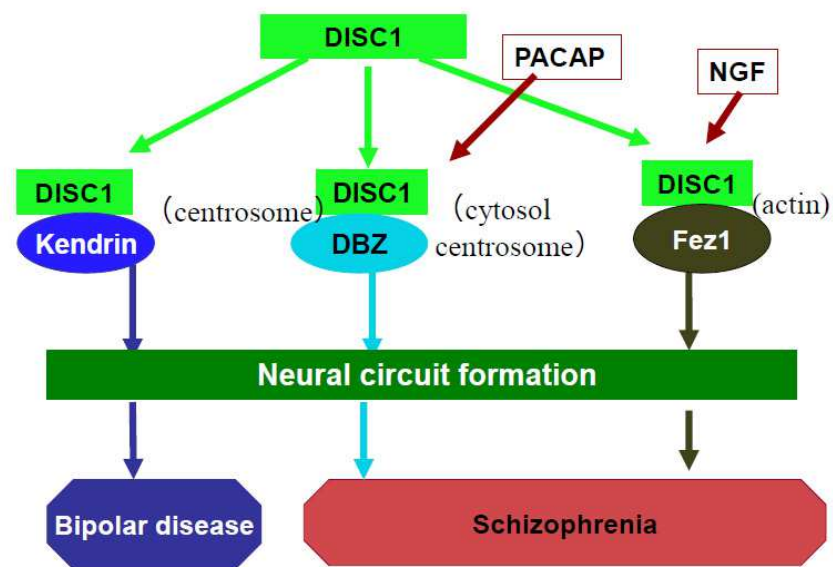 DISC1
PACAP
NGF
DISC1
（centrosome）
DISC1
（cytosol
centrosome）
DISC1
(actin)
Kendrin
DBZ
Fez1
Neural circuit formation
Bipolar disease
Schizophrenia